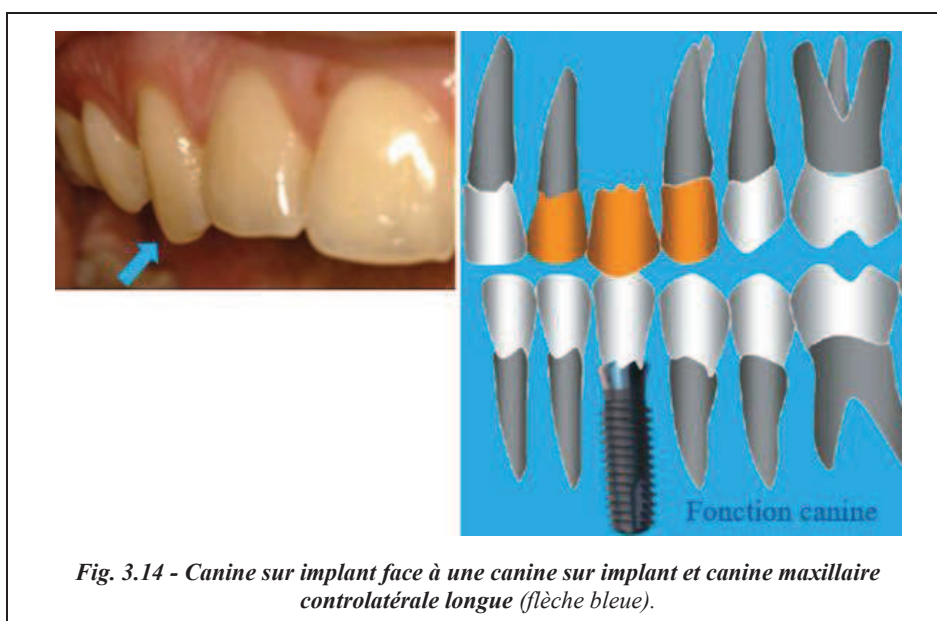 Fonction canine
Fig. 3.14 - Canine sur implant face à une canine sur implant et canine maxillaire
controlatérale longue (flèche bleue).